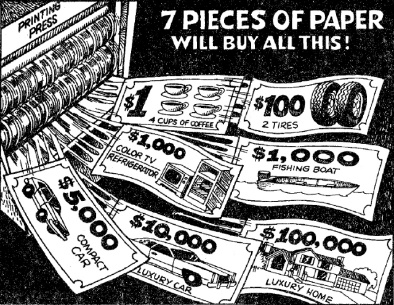 PRINTING
PRESS
7 PIECES OF PAPER
WILL BUY ALL THIS!
$1
4 CUPS OF COFFEE
$100
2 TIRES
$1,000
COLOR TV
REFRIGERATOR
$1,000
FISHING BOAT
$5,000
COMPACT
CAR
$10,000
LUXURY CAR
$100,000
LUXURY HOME